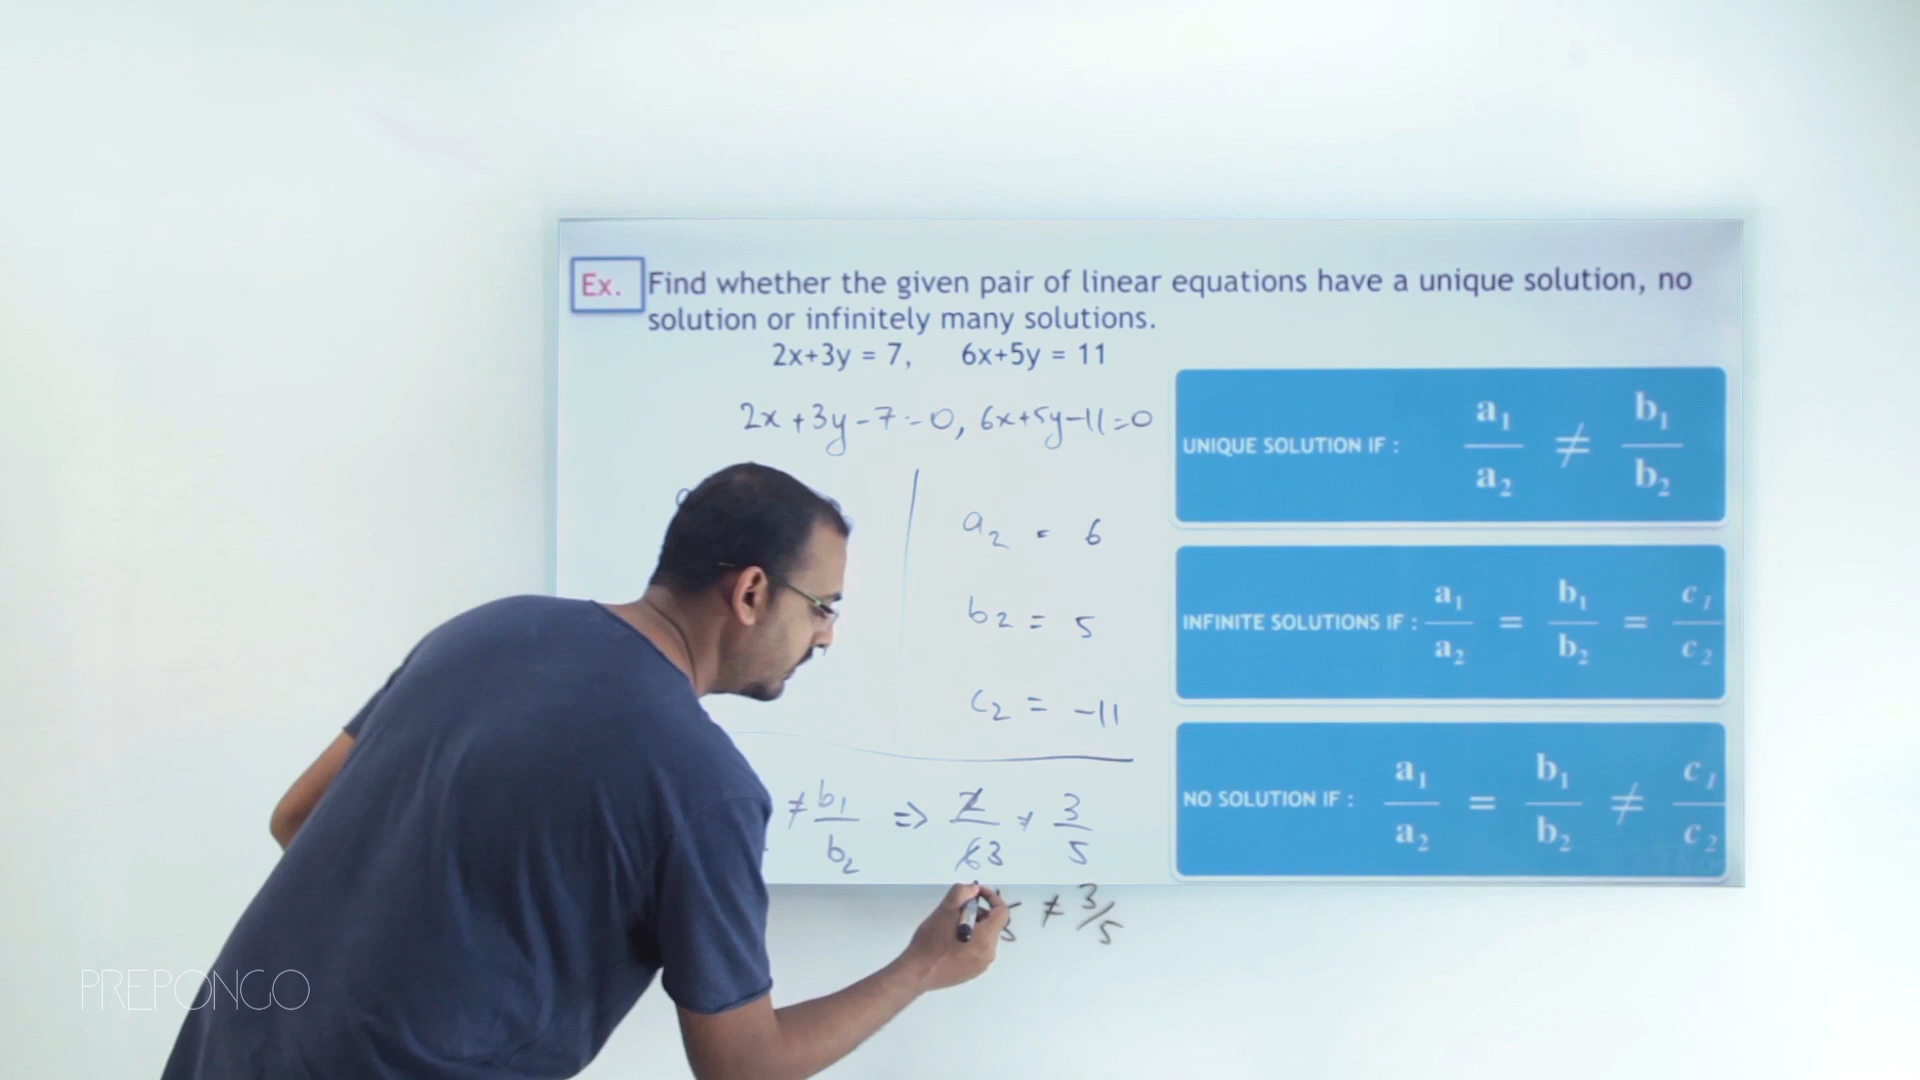 Ex. Find whether the given pair of linear equations have a unique solution, no
solution or infinitely many solutions.
2x+3y = 7, 6x+5y = 11
2x+3y-7=0, 6x+5y-11=0
a2 = 6
b2 = 5
c2 = -11
≠ b1/b2 => 2/6 3 ≠ 3/5
≠ 3/5
UNIQUE SOLUTION IF : a1/a2 ≠ b1/b2
INFINITE SOLUTIONS IF : a1/a2 = b1/b2 = c1/c2
NO SOLUTION IF : a1/a2 = b1/b2 ≠ c1/c2
PREPONGO